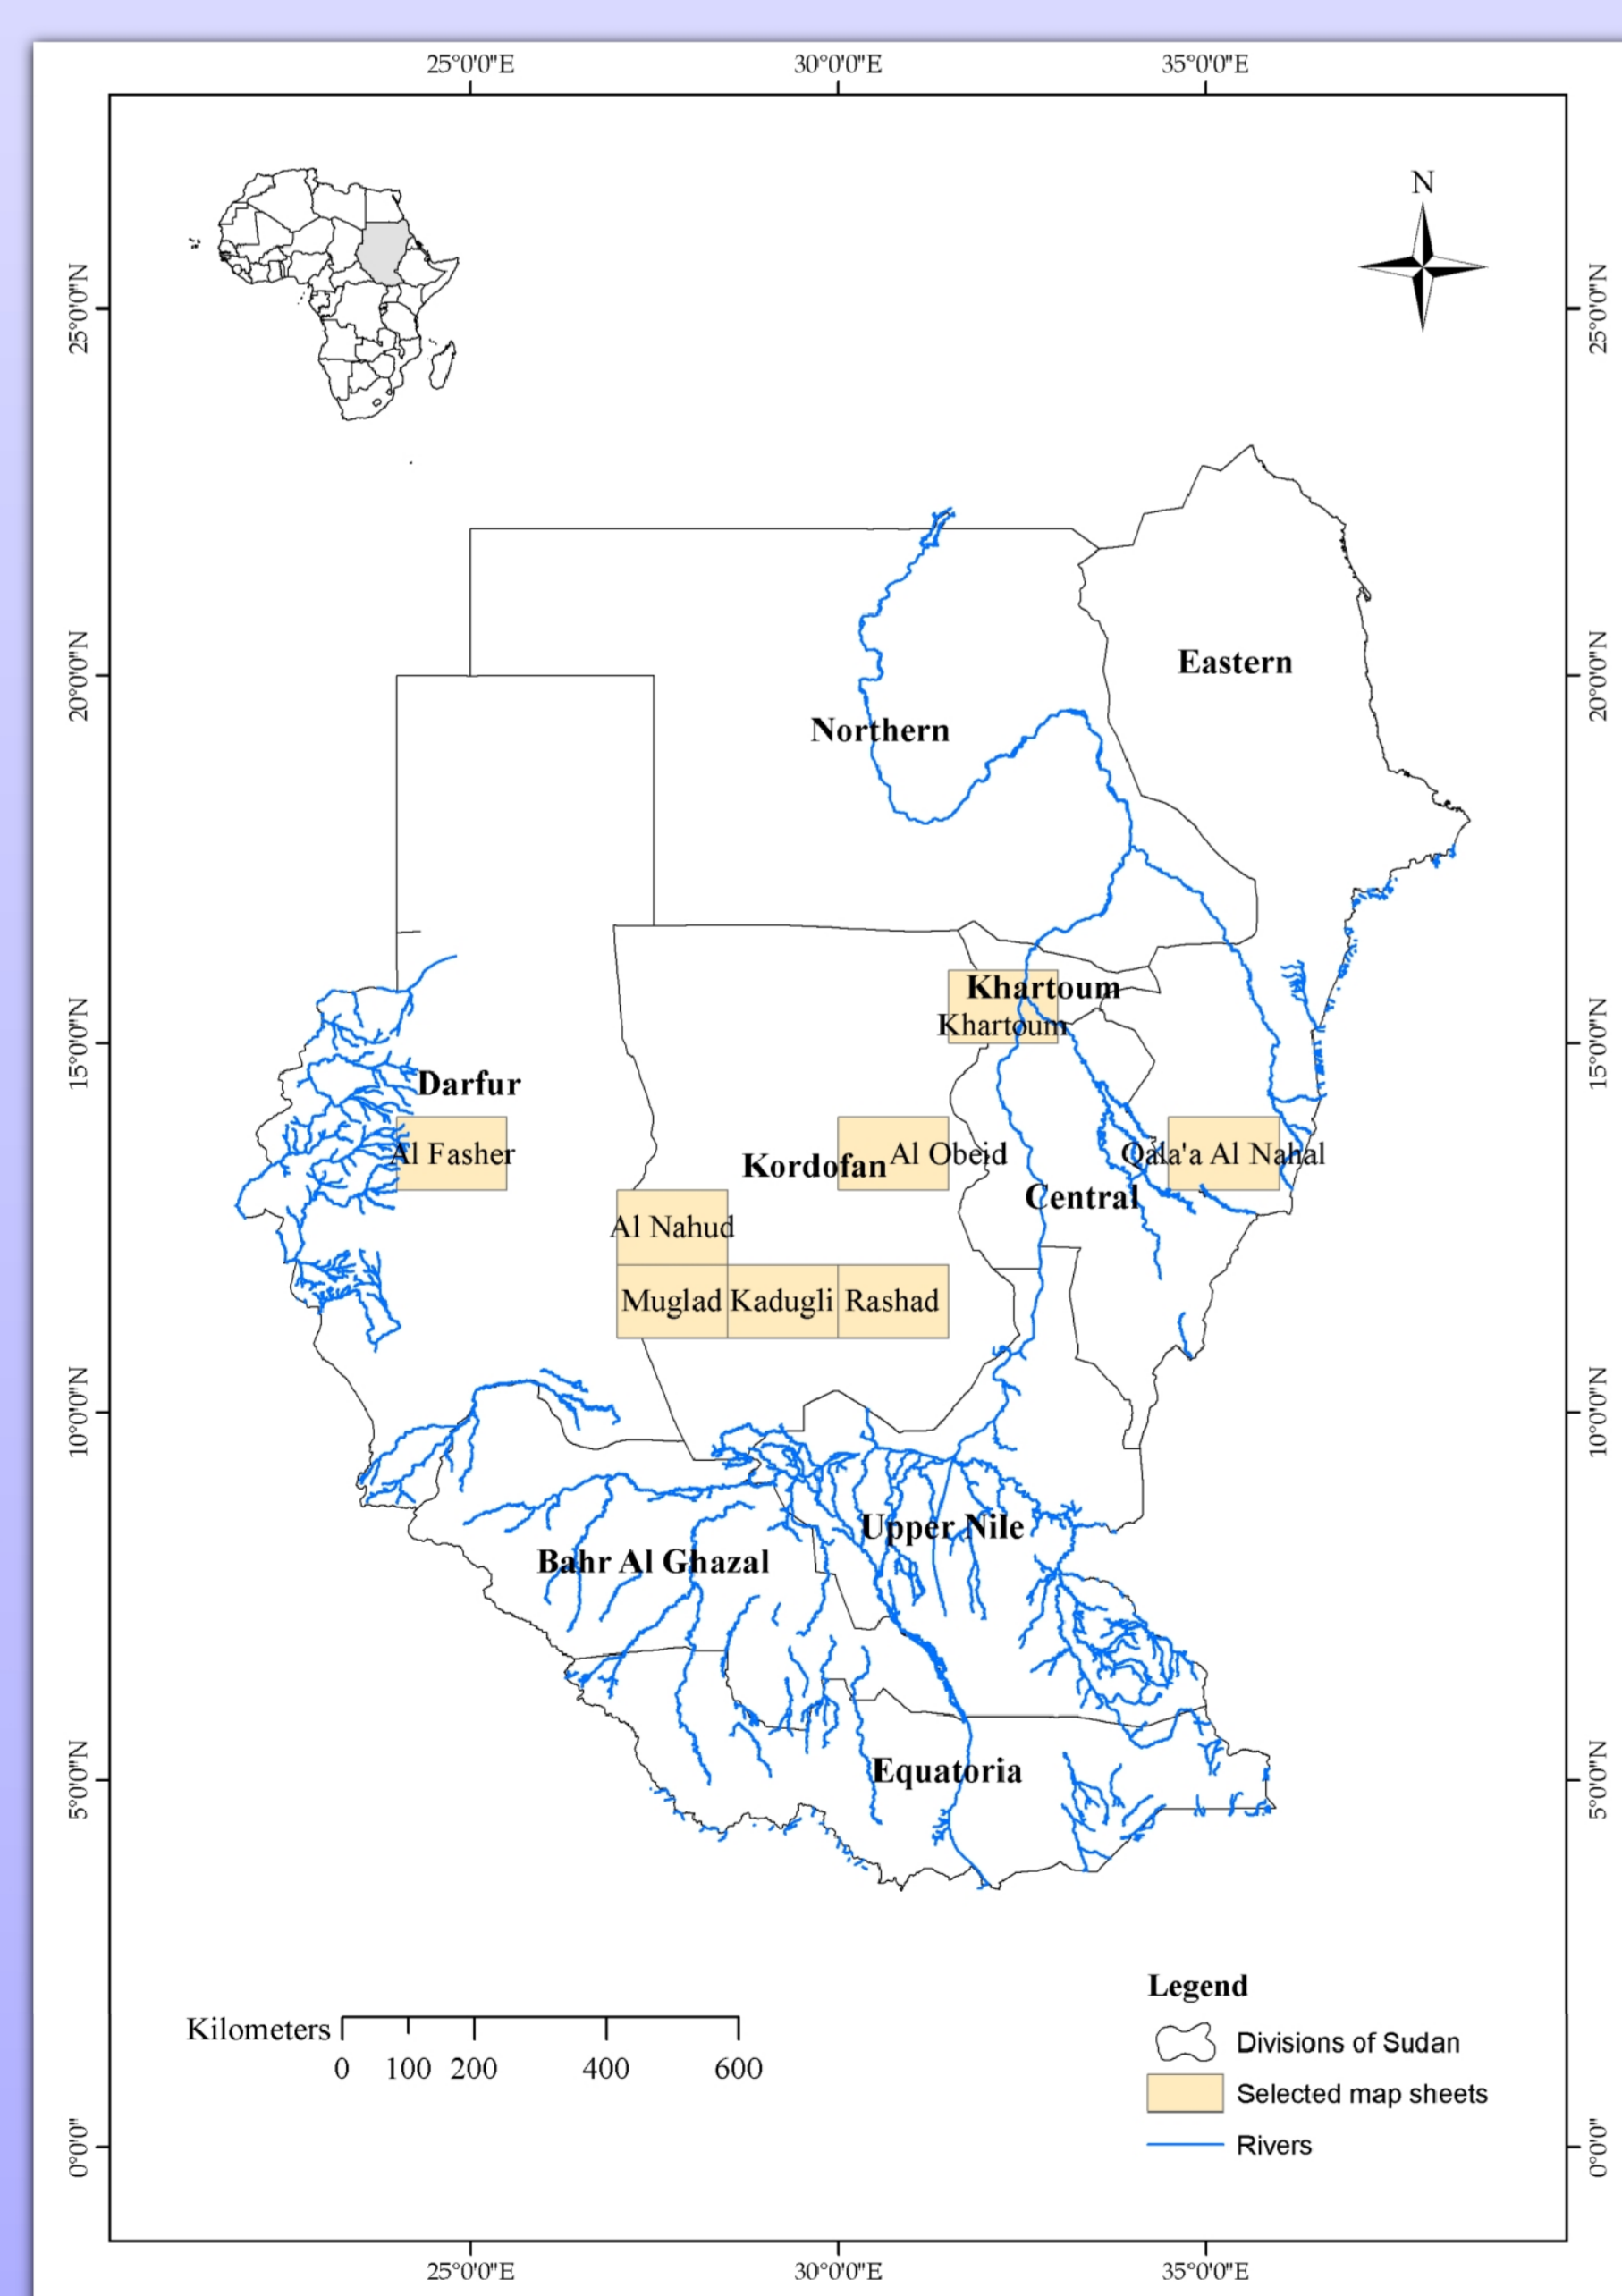 25°0'0"E 30°0'0"E 35°0'0"E
N
25°0'0"N 25°0'0"N
20°0'0"N 20°0'0"N
Eastern
Northern
Khartoum
Khartoum
15°0'0"N 15°0'0"N
Darfur
Al Fasher
Al Obeid
Qala'a Al Nahal
Kordofan
Central
Al Nahud
Muglad
Kadugli
Rashad
10°0'0"N 10°0'0"N
Upper Nile
Bahr Al Ghazal
Equatoria
5°0'0"N 5°0'0"N
Legend
Divisions of Sudan
Selected map sheets
Rivers
Kilometers
0 100 200 400 600
0°0'0" 0°0'0"
25°0'0"E 30°0'0"E 35°0'0"E